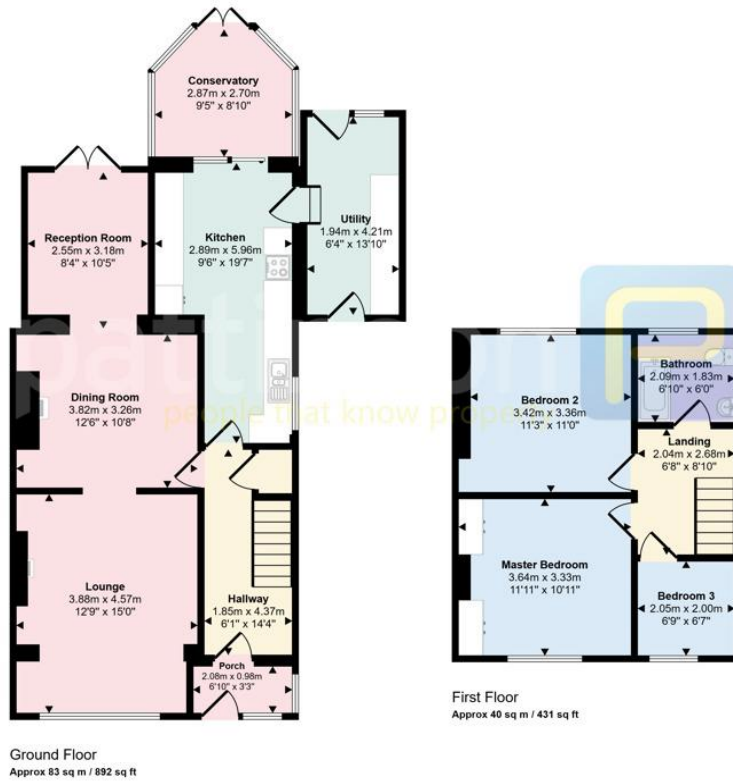 Conservatory
2.87m x 2.70m
9'5" x 8'10"
Reception Room
2.55m x 3.18m
8'4" x 10'5"
Kitchen
2.89m x 5.96m
9'6" x 19'7"
Utility
1.94m x 4.21m
6'4" x 13'10"
Dining Room
3.82m x 3.26m
12'6" x 10'8"
Lounge
3.88m x 4.57m
12'9" x 15'0"
Hallway
1.85m x 4.37m
6'1" x 14'4"
Porch
2.08m x 0.98m
6'10" x 3'3"
Ground Floor
Approx 83 sq m / 892 sq ft
Bedroom 2
3.42m x 3.36m
11'3" x 11'0"
Bathroom
2.09m x 1.83m
6'10" x 6'0"
Landing
2.04m x 2.68m
6'8" x 8'10"
Master Bedroom
3.64m x 3.33m
11'11" x 10'11"
Bedroom 3
2.05m x 2.00m
6'9" x 6'7"
First Floor
Approx 40 sq m / 431 sq ft
people that know property